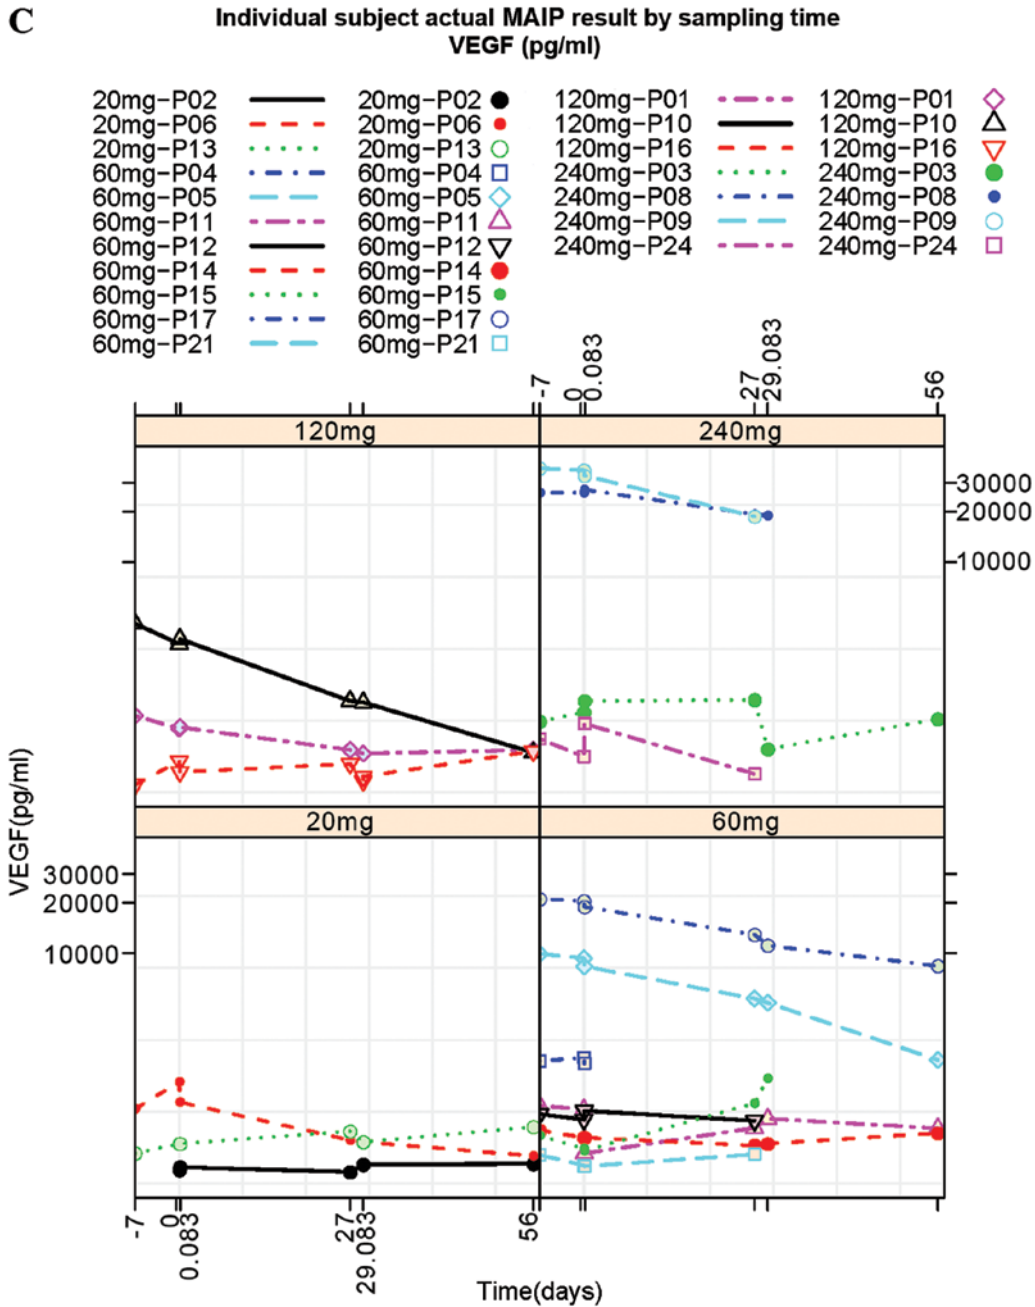 C
Individual subject actual MAIP result by sampling time
VEGF (pg/ml)
20mg-P02 20mg-P02 120mg-P01 120mg-P01
20mg-P06 20mg-P06 120mg-P10 120mg-P10
20mg-P13 20mg-P13 120mg-P16 120mg-P16
60mg-P04 60mg-P04 240mg-P03 240mg-P03
60mg-P05 60mg-P05 240mg-P08 240mg-P08
60mg-P11 60mg-P11 240mg-P09 240mg-P09
60mg-P12 60mg-P12 240mg-P24 240mg-P24
60mg-P14 60mg-P14
60mg-P15 60mg-P15
60mg-P17 60mg-P17
60mg-P21 60mg-P21
-7 0 0.083 27 29.083 56
120mg 240mg
30000
20000
10000
20mg 60mg
VEGF(pg/ml)
30000
20000
10000
-7 0 0.083 27 29.083 56
Time(days)